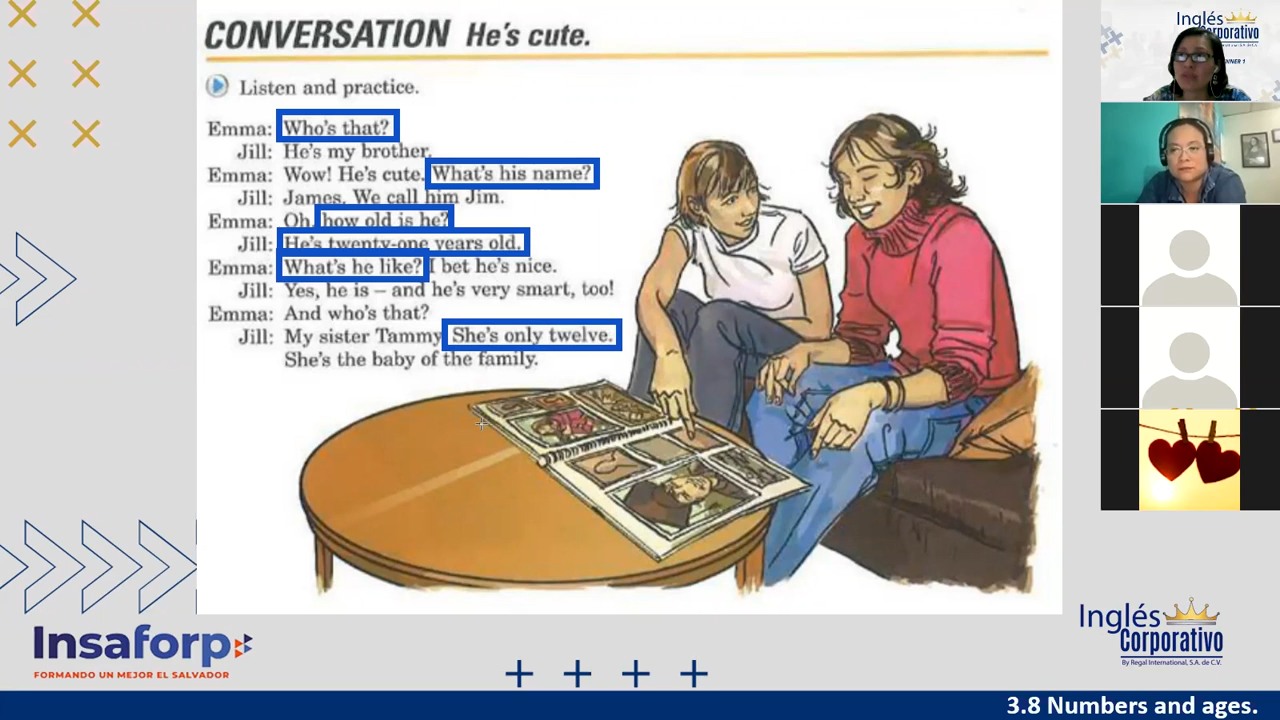 CONVERSATION He's cute.
Listen and practice.
Emma: Who's that?
Jill: He's my brother.
Emma: Wow! He's cute. What's his name?
Jill: James. We call him Jim.
Emma: Oh, how old is he?
Jill: He's twenty-one years old.
Emma: What's he like? I bet he's nice.
Jill: Yes, he is – and he's very smart, too!
Emma: And who's that?
Jill: My sister Tammy. She's only twelve.
She's the baby of the family.
Inglés
Corporativo
Insaforp
FORMANDO UN MEJOR EL SALVADOR
Inglés
Corporativo
By Regal International, S.A. de C.V.
3.8 Numbers and ages.